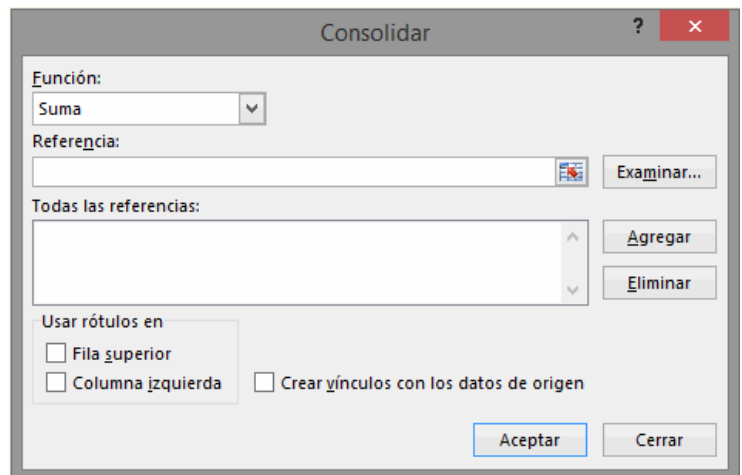 Consolidar ?
Función:
Suma
Referencia:
Examinar...
Todas las referencias:
Agregar
Eliminar
Usar rótulos en
Fila superior
Columna izquierda
Crear vínculos con los datos de origen
Aceptar
Cerrar